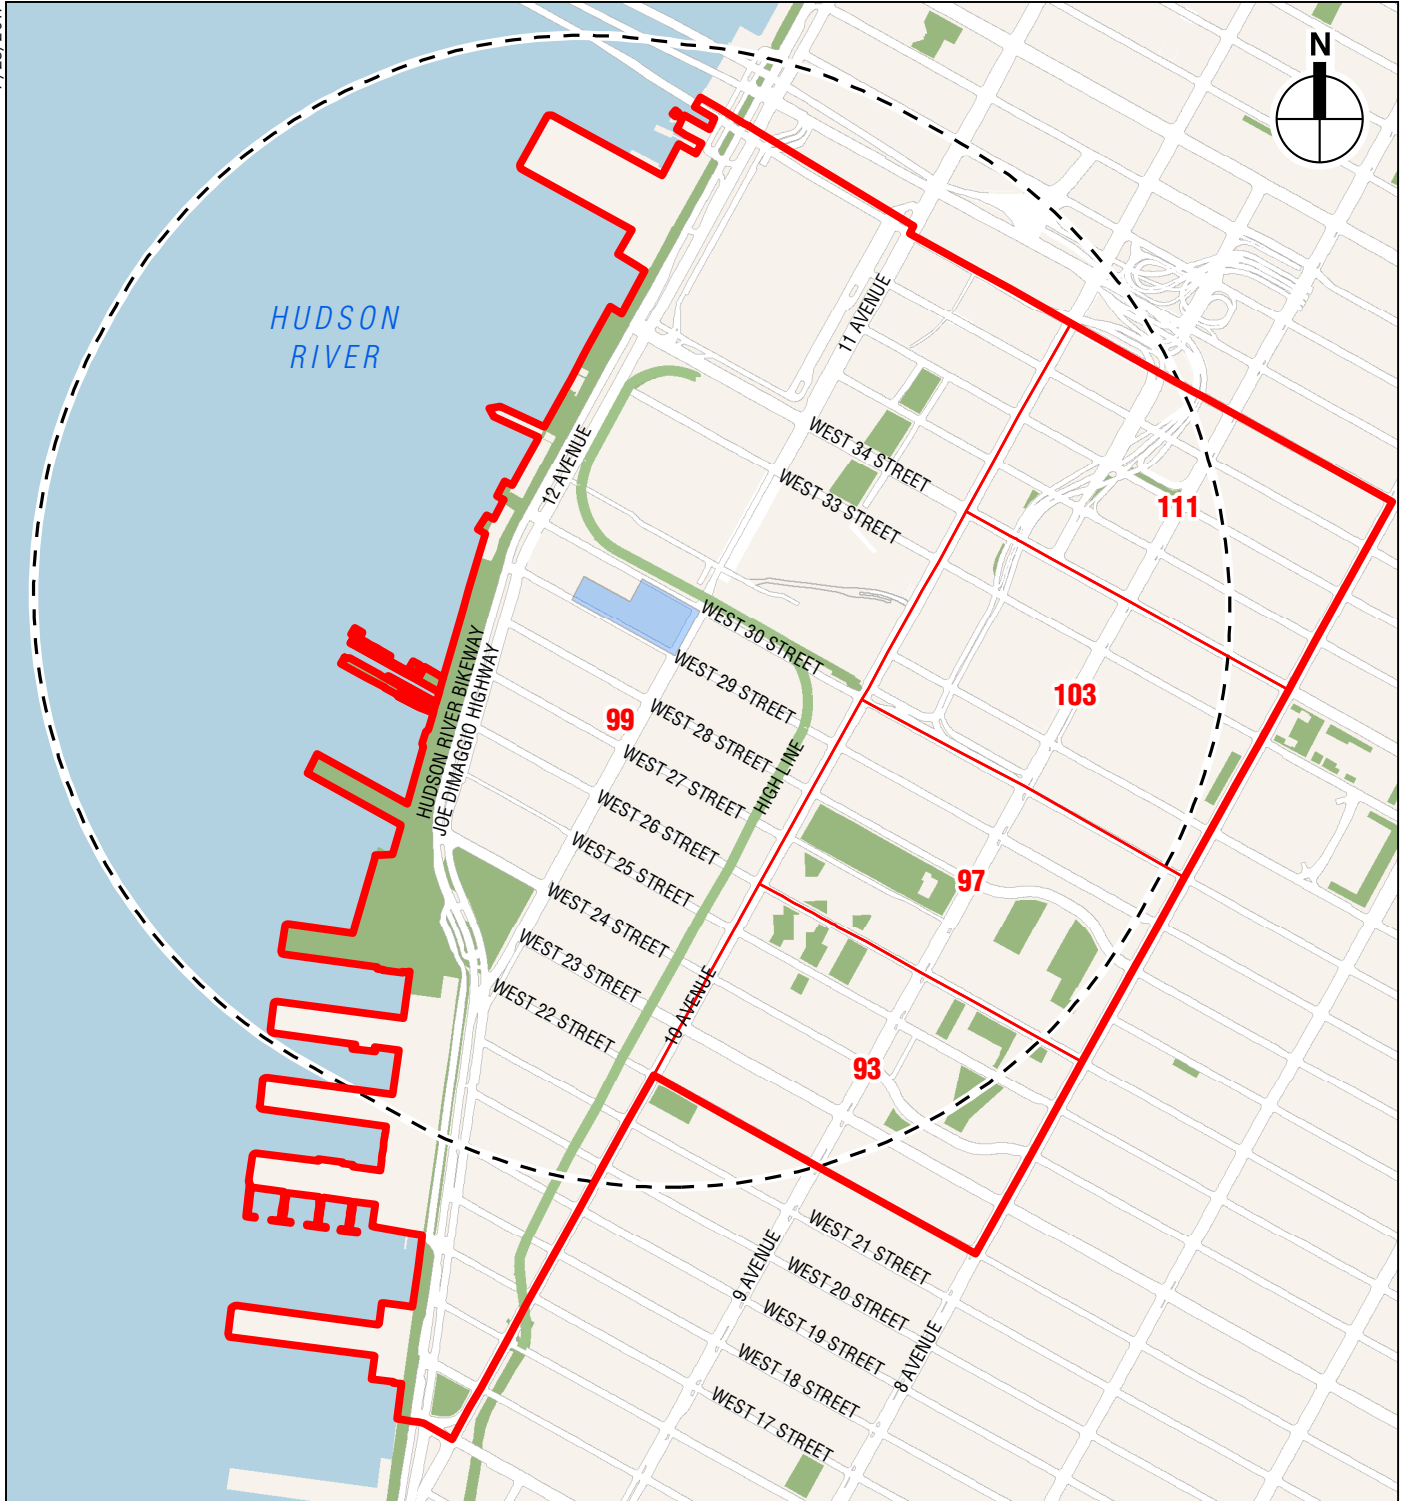 N
HUDSON
RIVER
11 AVENUE
12 AVENUE
WEST 34 STREET
WEST 33 STREET
111
WEST 30 STREET
WEST 29 STREET
103
99
WEST 28 STREET
WEST 27 STREET
HIGH LINE
HUDSON RIVER BIKEWAY
JOE DIMAGGIO HIGHWAY
WEST 26 STREET
WEST 25 STREET
97
WEST 24 STREET
WEST 23 STREET
WEST 22 STREET
10 AVENUE
93
WEST 21 STREET
9 AVENUE
WEST 20 STREET
WEST 19 STREET
8 AVENUE
WEST 18 STREET
WEST 17 STREET